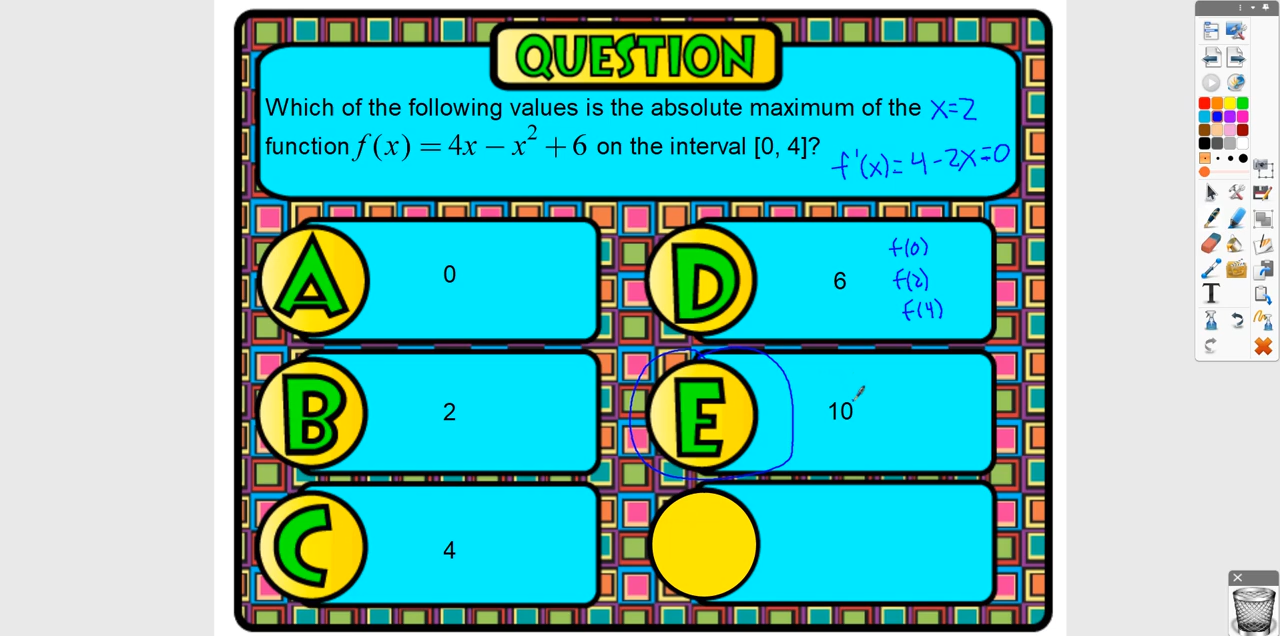 QUESTION
Which of the following values is the absolute maximum of the x=2
function f(x) = 4x − x² + 6 on the interval [0, 4]?
f'(x) = 4 - 2x = 0
A
0
D
6
f(0)
f(2)
f(4)
B
2
E
10
C
4
T